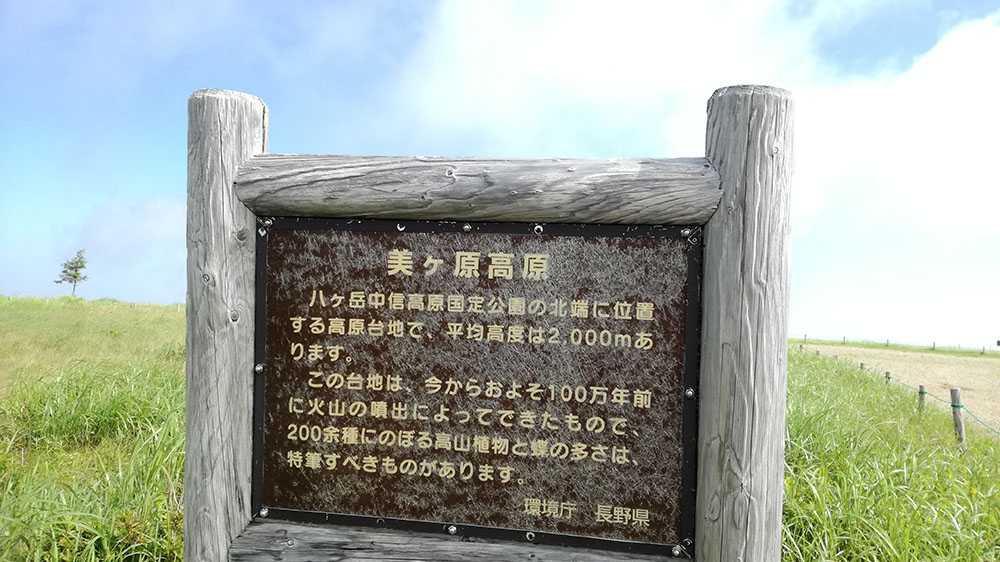 美ヶ原高原
八ヶ岳中信高原国定公園の北端に位置
する高原台地で、平均高度は2,000mあ
ります。
この台地は、今からおよそ100万年前
に火山の噴出によってできたもので、
200余種にのぼる高山植物と蝶の多さは、
特筆すべきものがあります。
環境庁 長野県